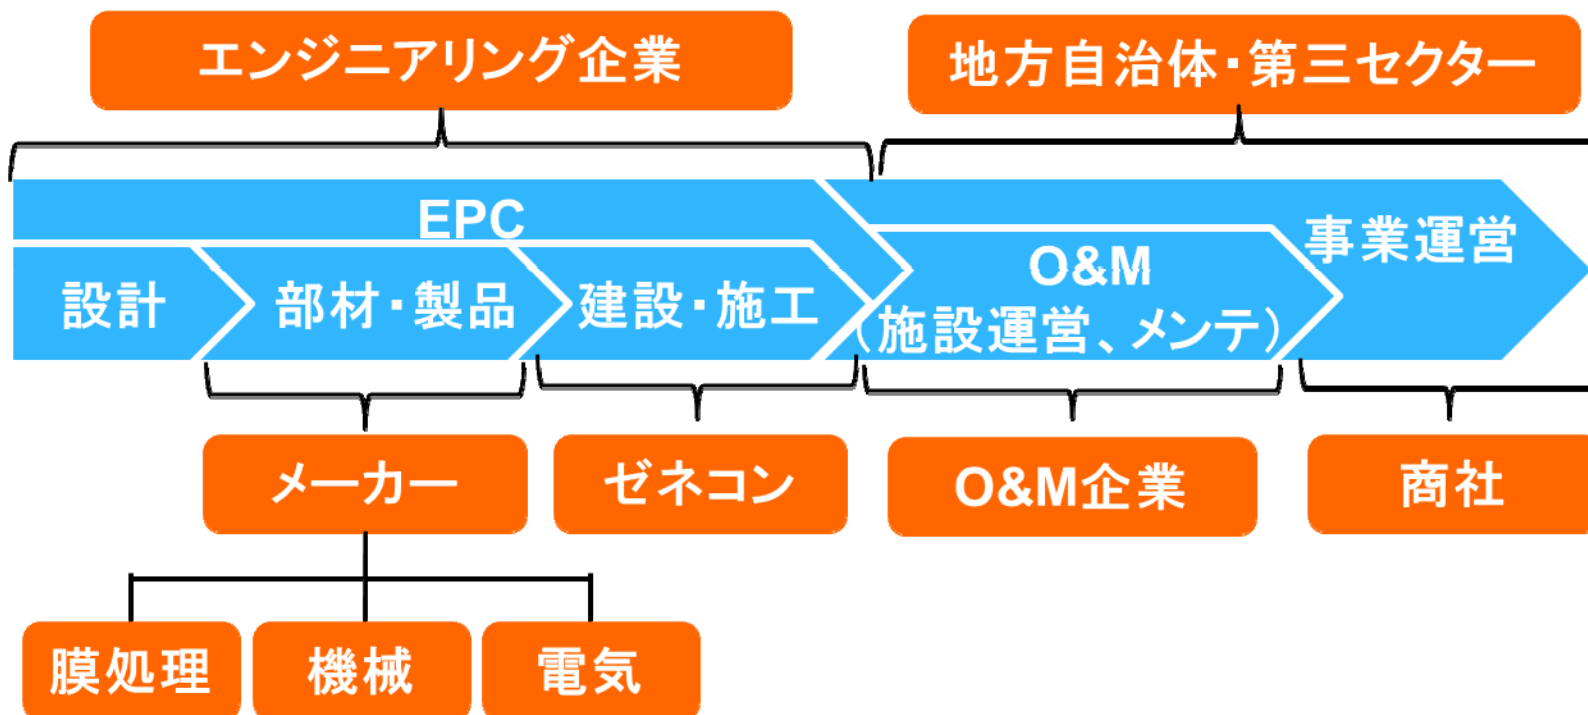 エンジニアリング企業
地方自治体・第三セクター
EPC
事業運営
設計
部材・製品
建設・施工
O&M
（施設運営、メンテ）
メーカー
ゼネコン
O&M企業
商社
膜処理
機械
電気